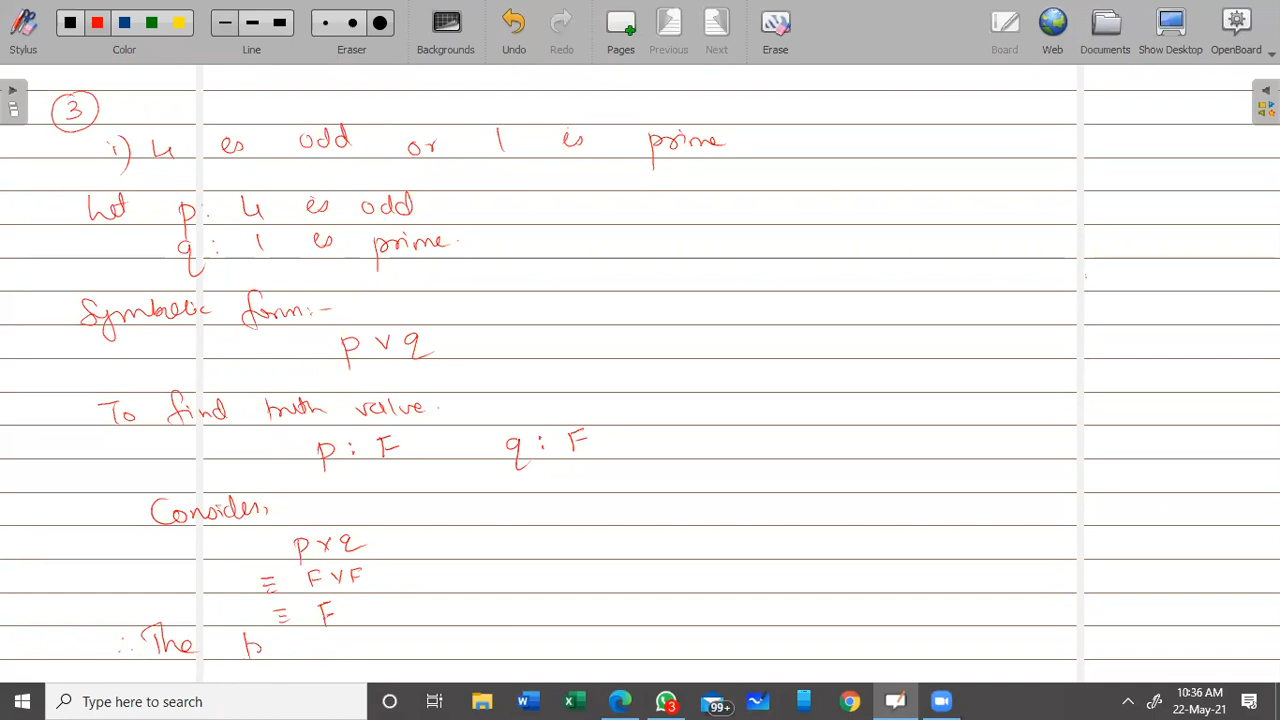 Stylus Color Line Eraser Backgrounds Undo Redo Pages Previous Next Erase Board Web Documents Show Desktop OpenBoard
3
i) 4 is odd or 1 is prime
Let p: 4 is odd
q: 1 is prime.
Symbolic form:-
p ∨ q
To find truth value.
p : F q : F
Consider,
p ∨ q
≡ F ∨ F
≡ F
∴ The
Type here to search 3 99+ 10:36 AM
22-May-21